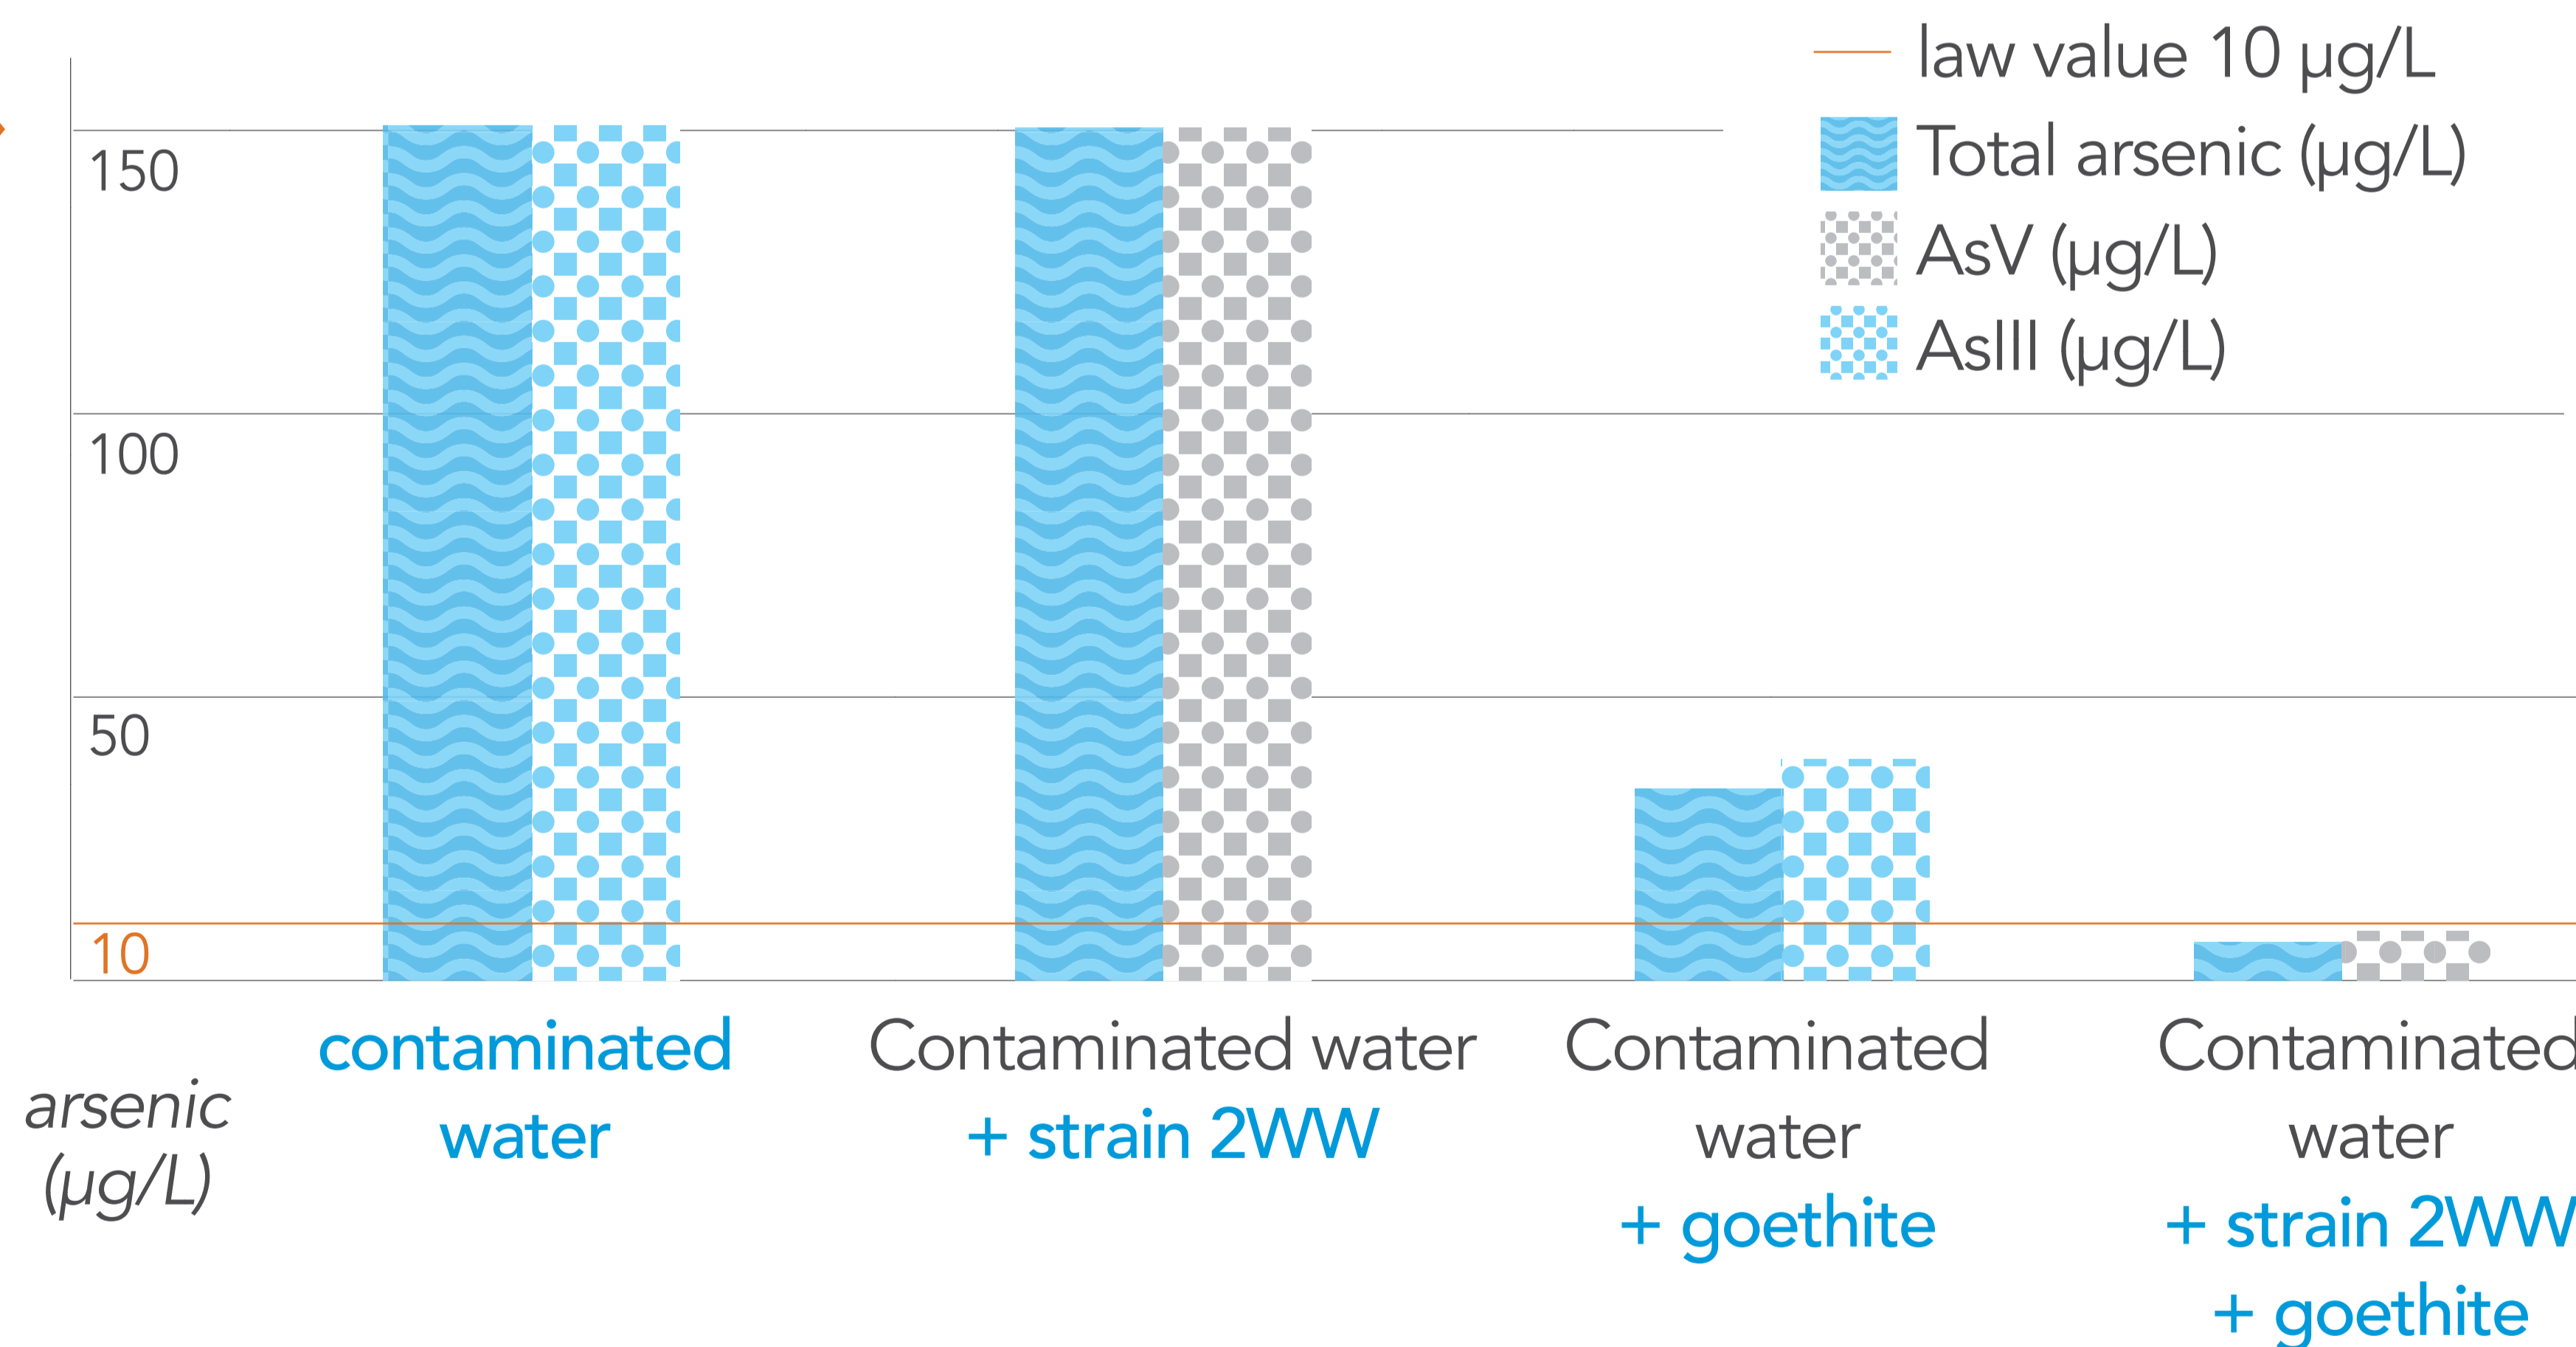 law value 10 µg/L
Total arsenic (µg/L)
AsV (µg/L)
AsIII (µg/L)
150
100
50
10
arsenic
(µg/L)
contaminated
water
Contaminated water
+ strain 2WW
Contaminated
water
+ goethite
Contaminated
water
+ strain 2WW
+ goethite